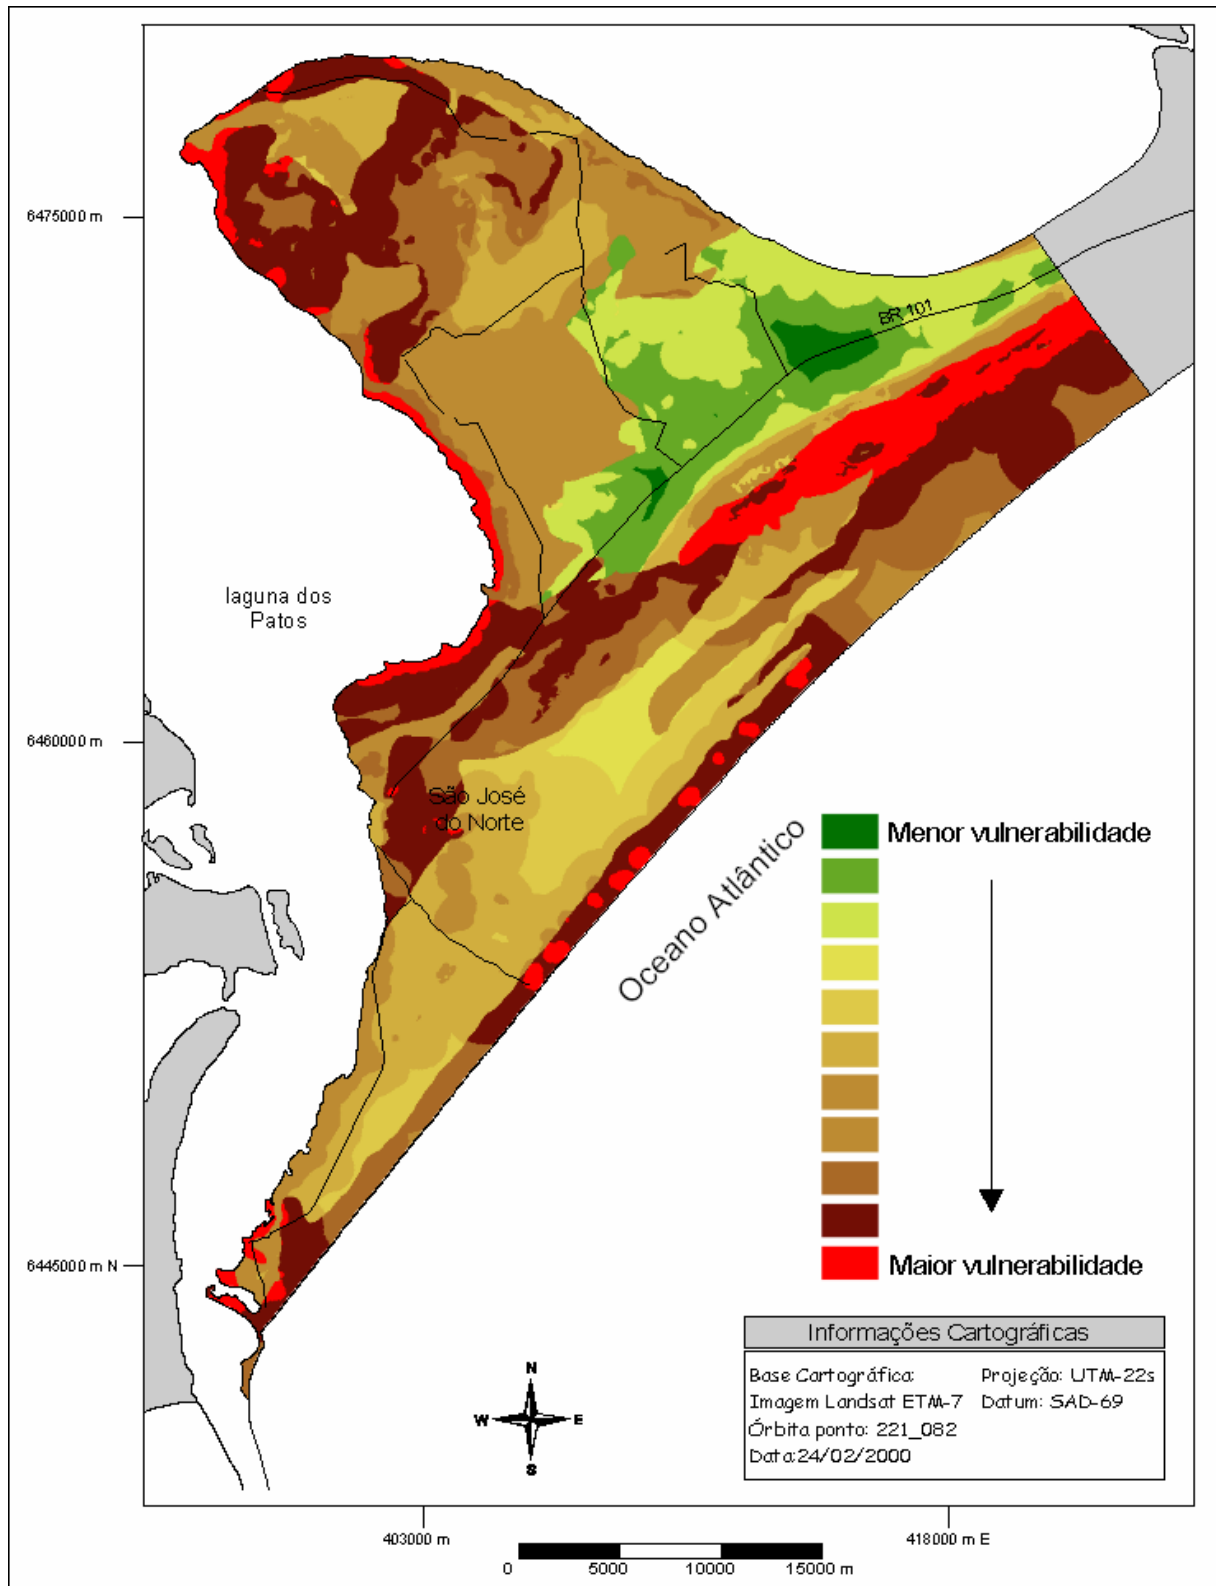 6475000 m
BR 101
laguna dos
Patos
6460000 m
São José
do Norte
Oceano Atlântico
Menor vulnerabilidade
Maior vulnerabilidade
6445000 m N
Informações Cartográficas
Base Cartográfica: Projeção: UTM-22s
Imagem Landsat ETM-7 Datum: SAD-69
Órbita ponto: 221_082
Data:24/02/2000
N
W E
S
403000 m 418000 m E
0 5000 10000 15000 m